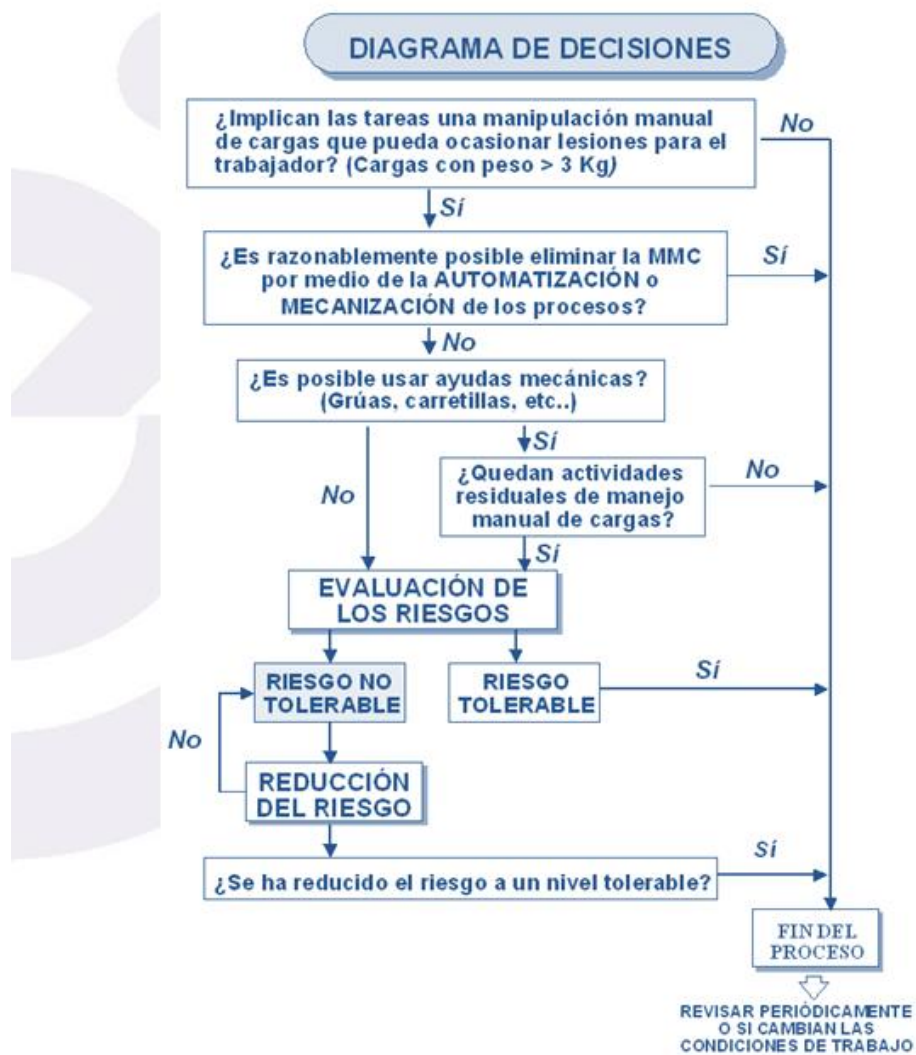 DIAGRAMA DE DECISIONES
¿Implican las tareas una manipulación manual
de cargas que pueda ocasionar lesiones para el
trabajador? (Cargas con peso > 3 Kg)
No
Sí
¿Es razonablemente posible eliminar la MMC
por medio de la AUTOMATIZACIÓN o
MECANIZACIÓN de los procesos?
Sí
No
¿Es posible usar ayudas mecánicas?
(Grúas, carretillas, etc..)
Sí
No
¿Quedan actividades
residuales de manejo
manual de cargas?
No
Sí
EVALUACIÓN DE
LOS RIESGOS
RIESGO NO
TOLERABLE
RIESGO
TOLERABLE
Sí
No
REDUCCIÓN
DEL RIESGO
¿Se ha reducido el riesgo a un nivel tolerable?
Sí
FIN DEL
PROCESO
REVISAR PERIÓDICAMENTE
O SI CAMBIAN LAS
CONDICIONES DE TRABAJO